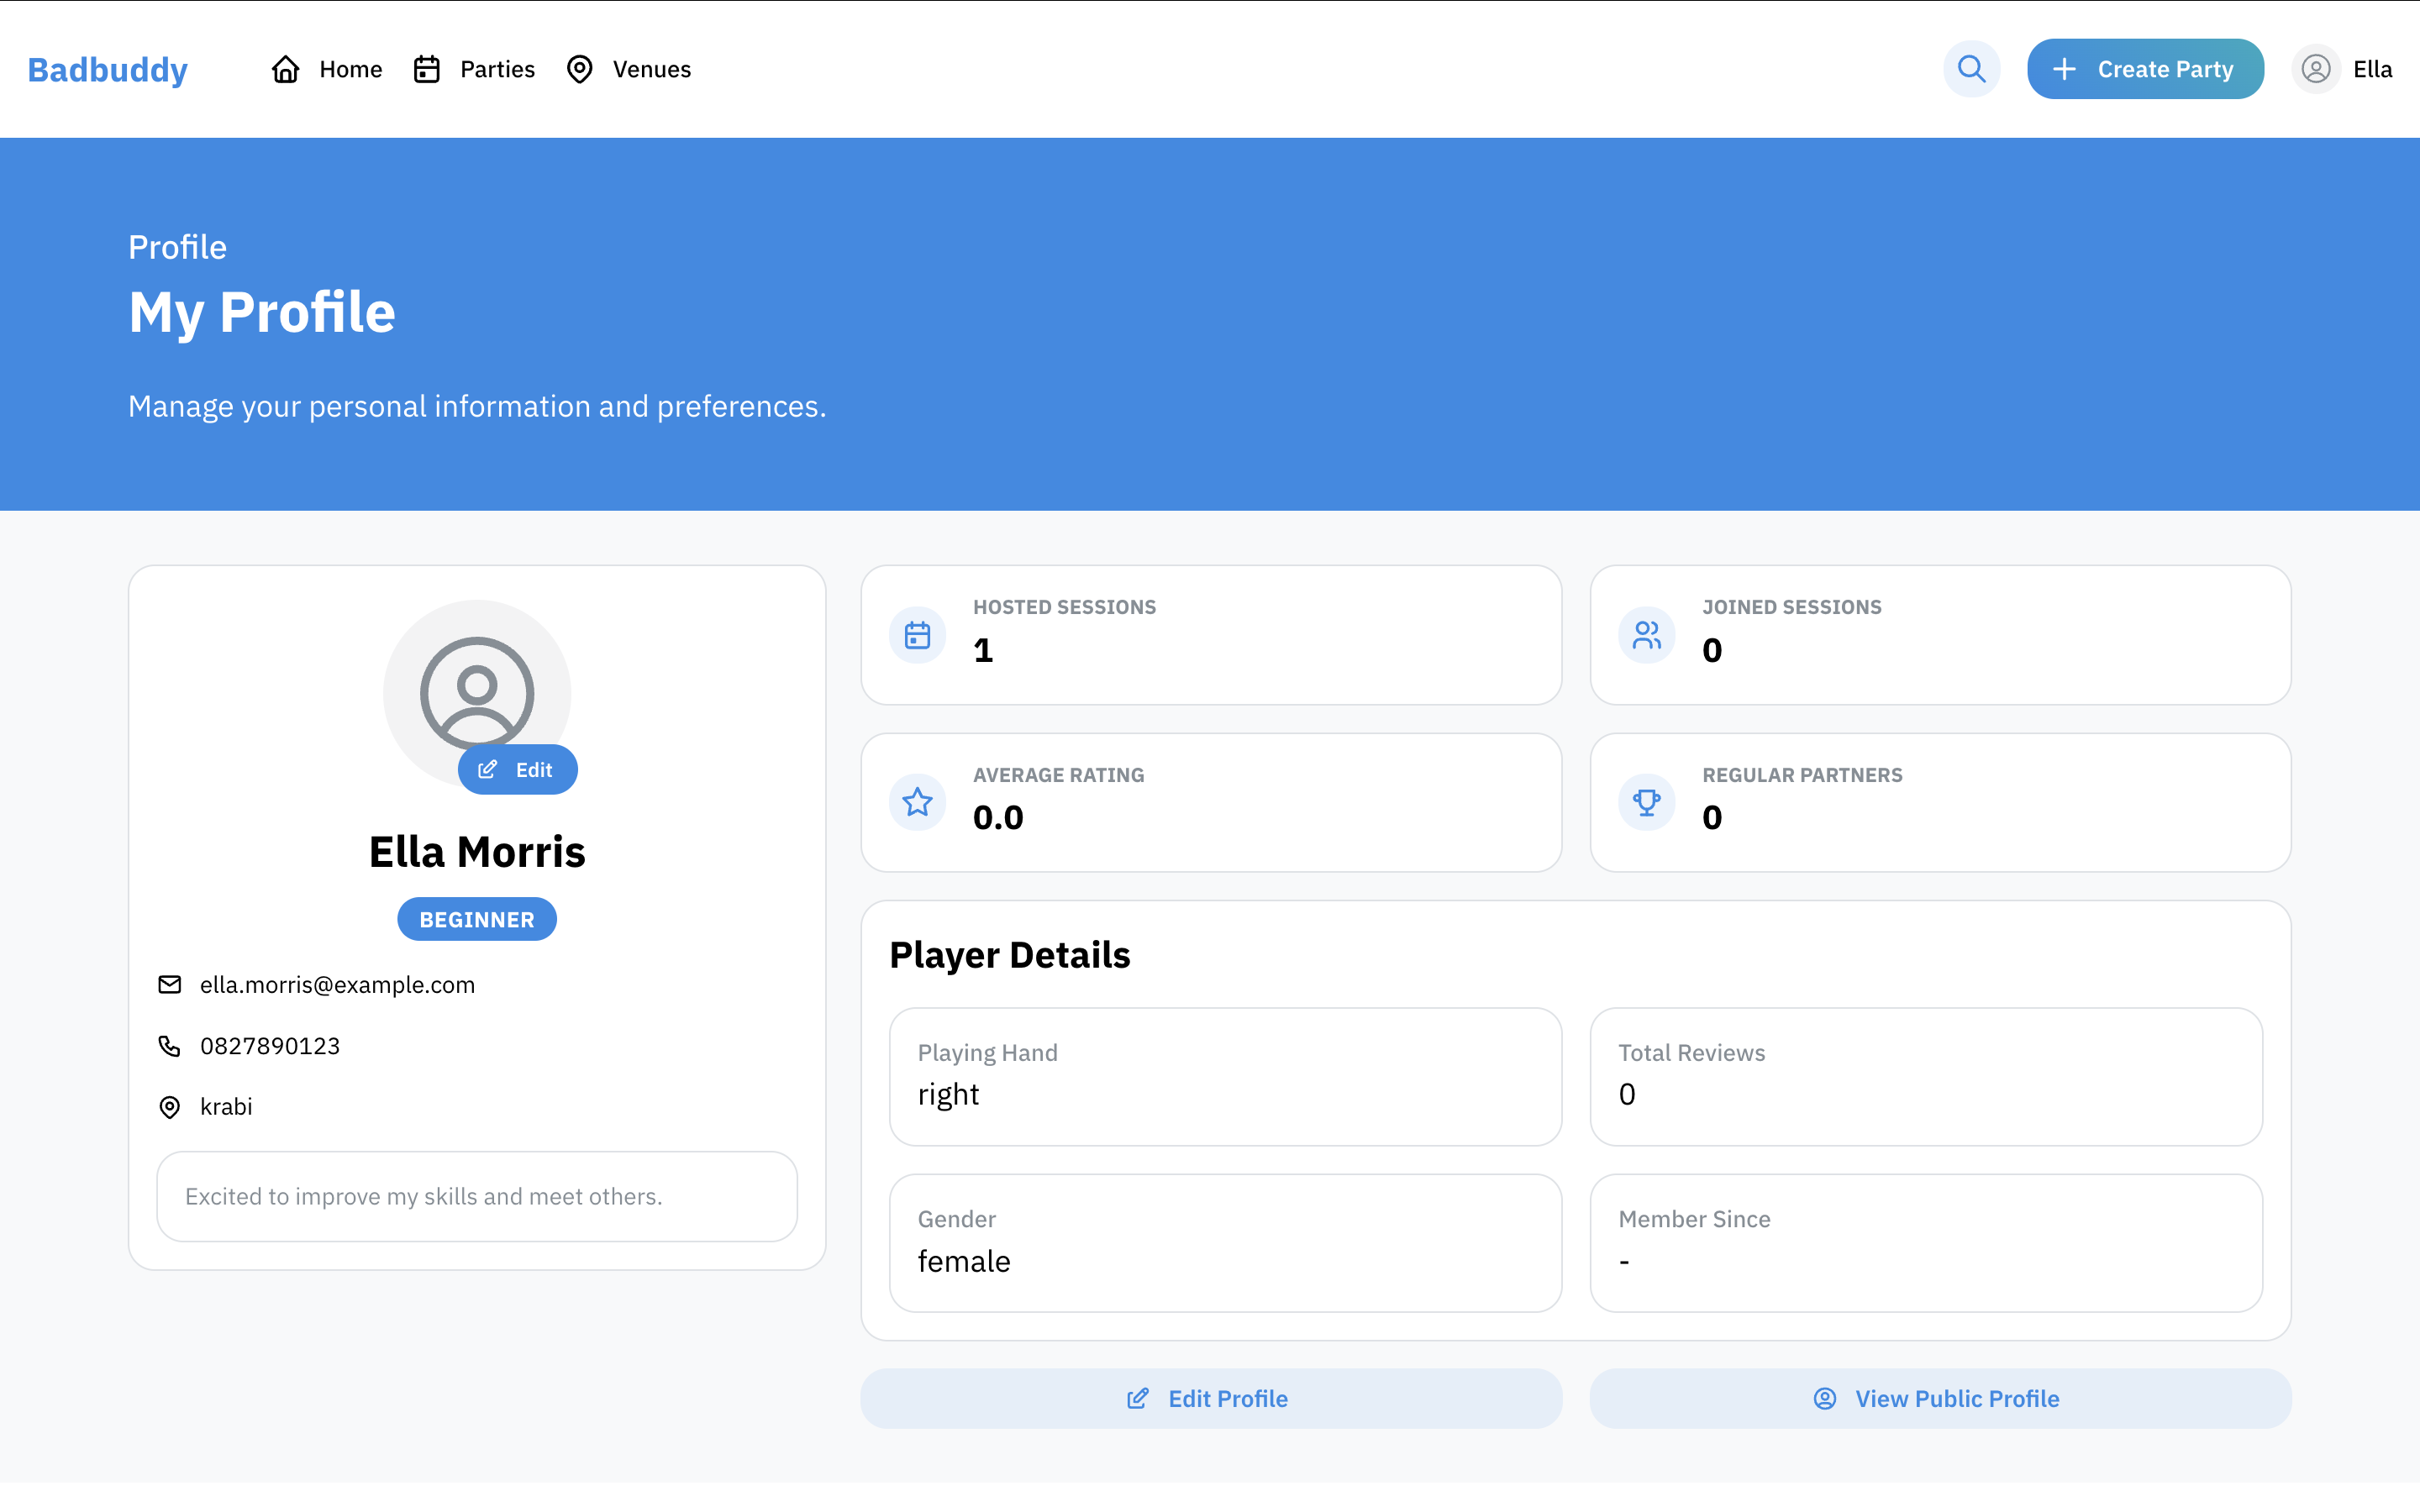 Badbuddy
Home
Parties
Venues
Create Party
Ella
Profile
My Profile
Manage your personal information and preferences.
Edit
Ella Morris
BEGINNER
ella.morris@example.com
0827890123
krabi
Excited to improve my skills and meet others.
HOSTED SESSIONS
1
JOINED SESSIONS
0
AVERAGE RATING
0.0
REGULAR PARTNERS
0
Player Details
Playing Hand
right
Total Reviews
0
Gender
female
Member Since
-
Edit Profile
View Public Profile